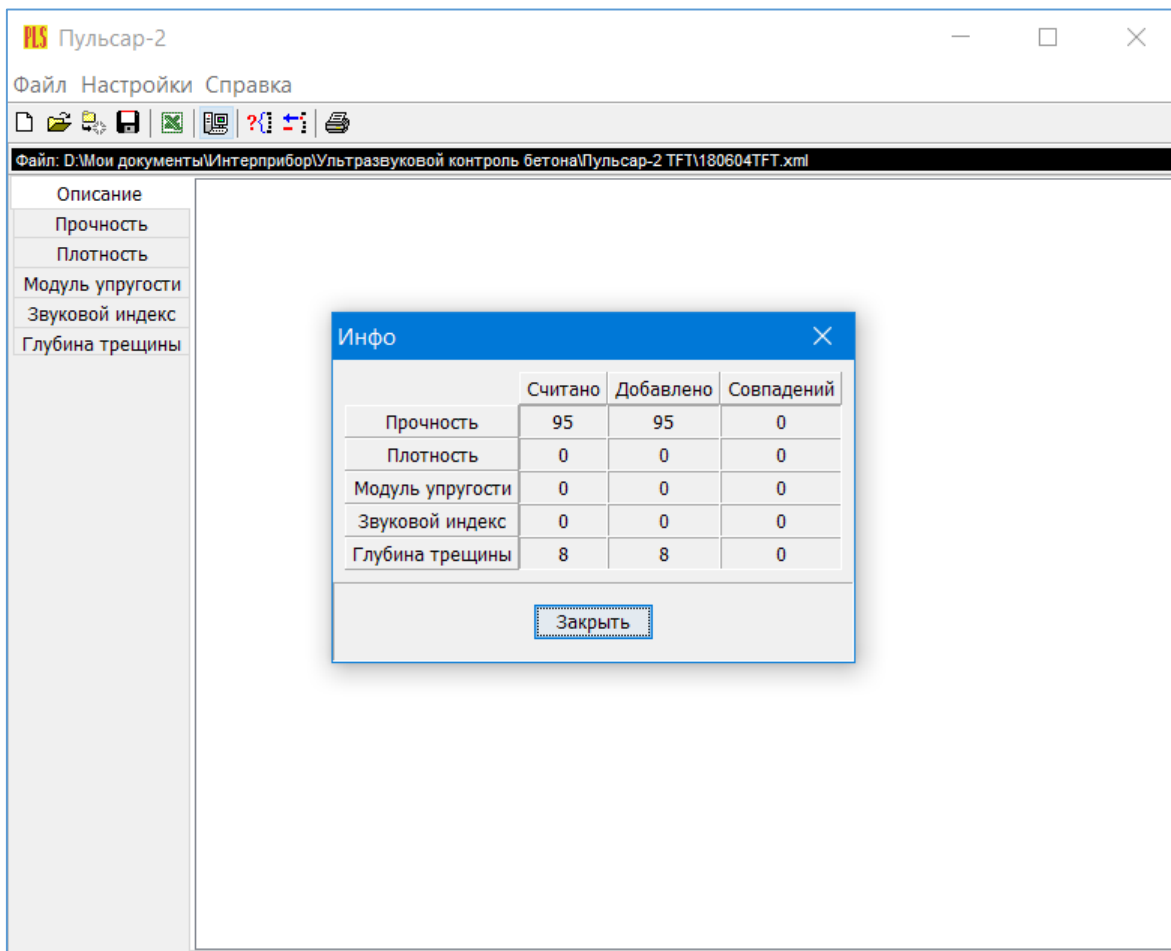 PLS Пульсар-2
Файл Настройки Справка
Файл: D:\Мои документы\Интерприбор\Ультразвуковой контроль бетона\Пульсар-2 TFT\180604TFT.xml
Описание
Прочность
Плотность
Модуль упругости
Звуковой индекс
Глубина трещины
Инфо
Считано Добавлено Совпадений
Прочность 95 95 0
Плотность 0 0 0
Модуль упругости 0 0 0
Звуковой индекс 0 0 0
Глубина трещины 8 8 0
Закрыть